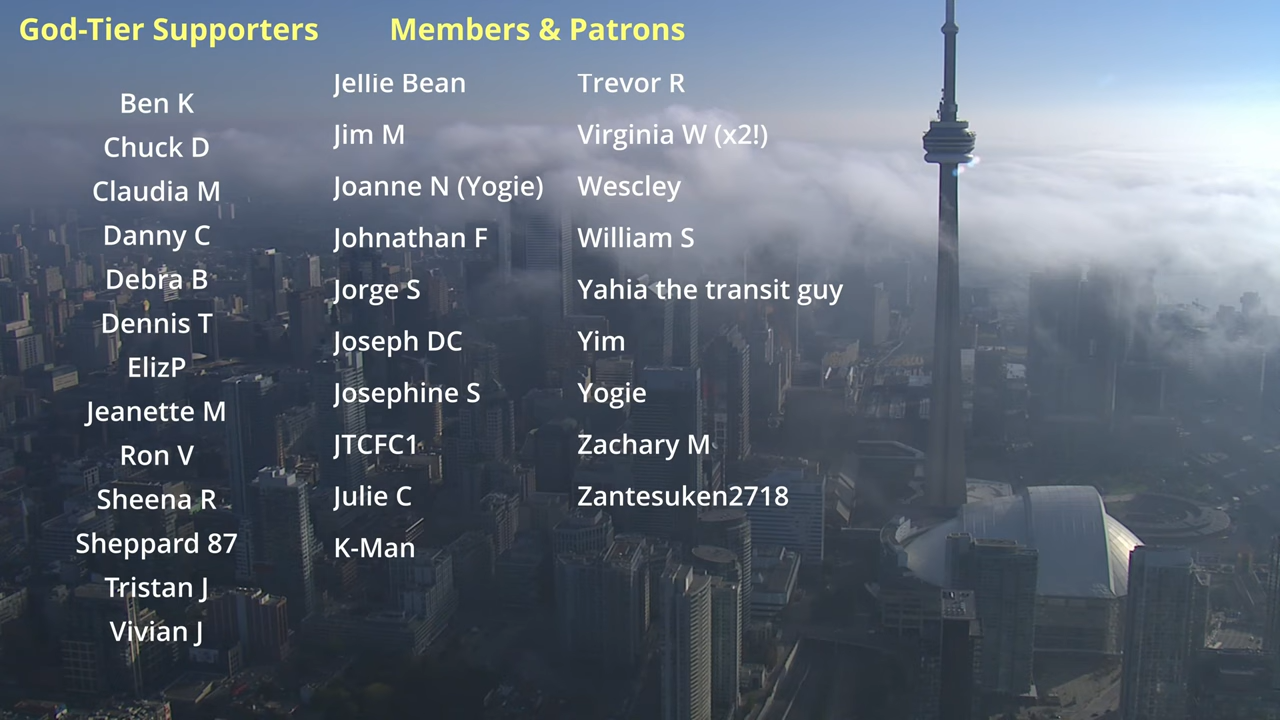 God-Tier Supporters
Ben K
Chuck D
Claudia M
Danny C
Debra B
Dennis T
ElizP
Jeanette M
Ron V
Sheena R
Sheppard 87
Tristan J
Vivian J
Members & Patrons
Jellie Bean
Jim M
Joanne N (Yogie)
Johnathan F
Jorge S
Joseph DC
Josephine S
JTCFC1
Julie C
K-Man
Trevor R
Virginia W (x2!)
Wescley
William S
Yahia the transit guy
Yim
Yogie
Zachary M
Zantesuken2718